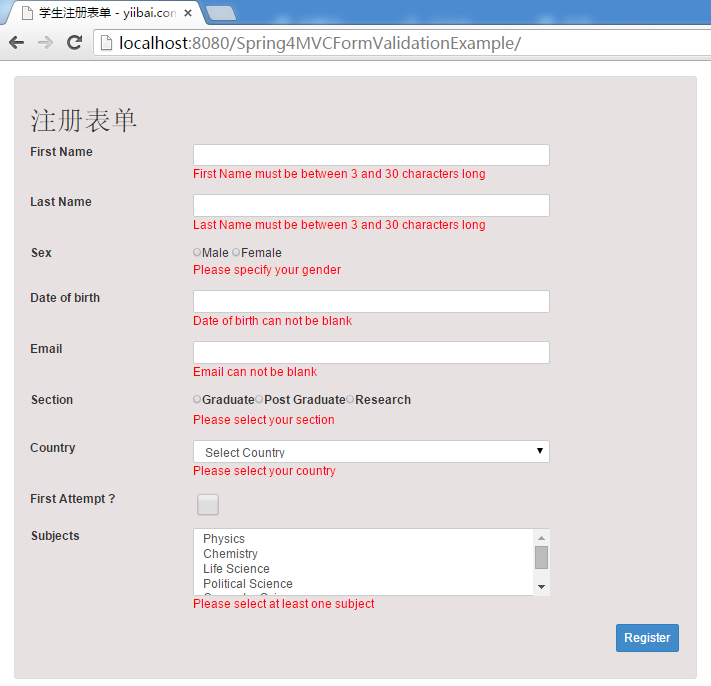 学生注册表单 - yiibai.con
localhost:8080/Spring4MVCFormValidationExample/
注册表单
First Name
First Name must be between 3 and 30 characters long
Last Name
Last Name must be between 3 and 30 characters long
Sex Male Female
Please specify your gender
Date of birth
Date of birth can not be blank
Email
Email can not be blank
Section Graduate Post Graduate Research
Please select your section
Country Select Country
Please select your country
First Attempt ?
Subjects
Physics
Chemistry
Life Science
Political Science
Please select at least one subject
Register